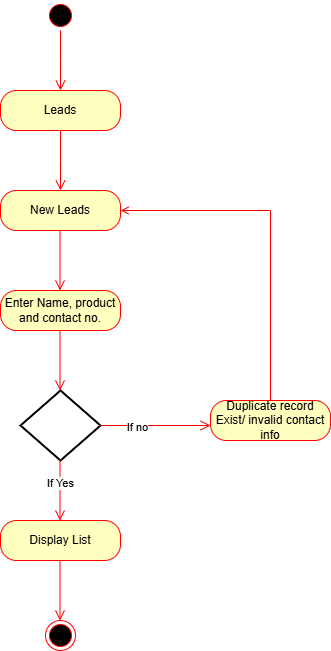 Leads
New Leads
Enter Name, product
and contact no.
If no
Duplicate record
Exist/ invalid contact
info
If Yes
Display List